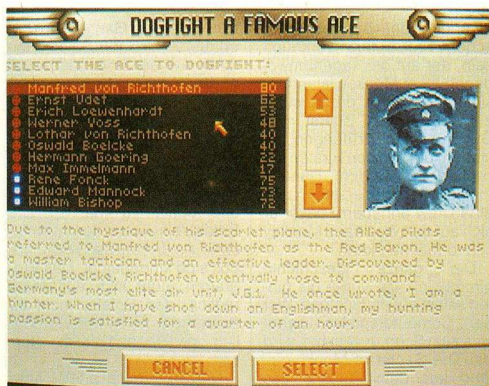 DOGFIGHT A FAMOUS ACE
SELECT THE ACE TO DOGFIGHT:
Manfred von Richthofen 80
Ernst Udet 62
Erich Loewenhardt 53
Werner Voss 48
Lothar von Richthofen 40
Oswald Boelcke 40
Hermann Goering 22
Max Immelmann 17
Rene Fonck 75
Edward Mannock 73
William Bishop 72
Due to the mystique of his scarlet plane, the Allied pilots
referred to Manfred von Richthofen as the Red Baron. He was
a master tactician and an effective leader. Discovered by
Oswald Boelcke, Richthofen eventually rose to command
Germany's most elite air unit, J.G.1. He once wrote, 'I am a
hunter. When I have shot down an Englishman, my hunting
passion is satisfied for a quarter of an hour.'
CANCEL SELECT